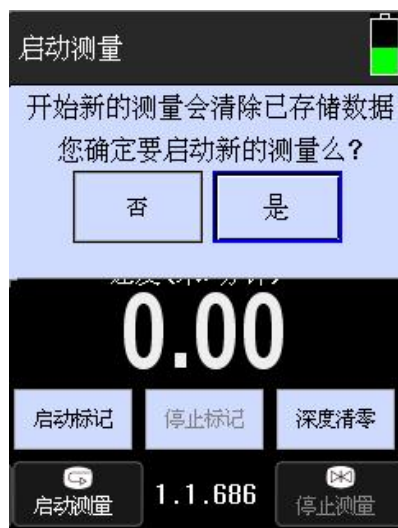 启动测量
开始新的测量会清除已存储数据
您确定要启动新的测量么?
否 是
0.00
启动标记 停止标记 深度清零
启动测量 1.1.686 停止测量